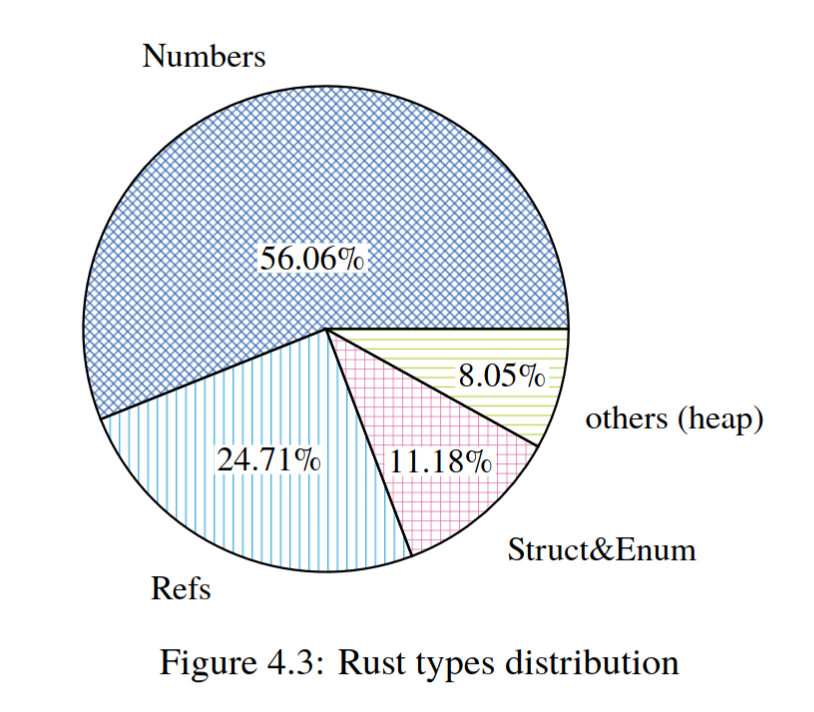 Numbers
56.06%
8.05%
others (heap)
24.71%
11.18%
Struct&Enum
Refs
Figure 4.3: Rust types distribution